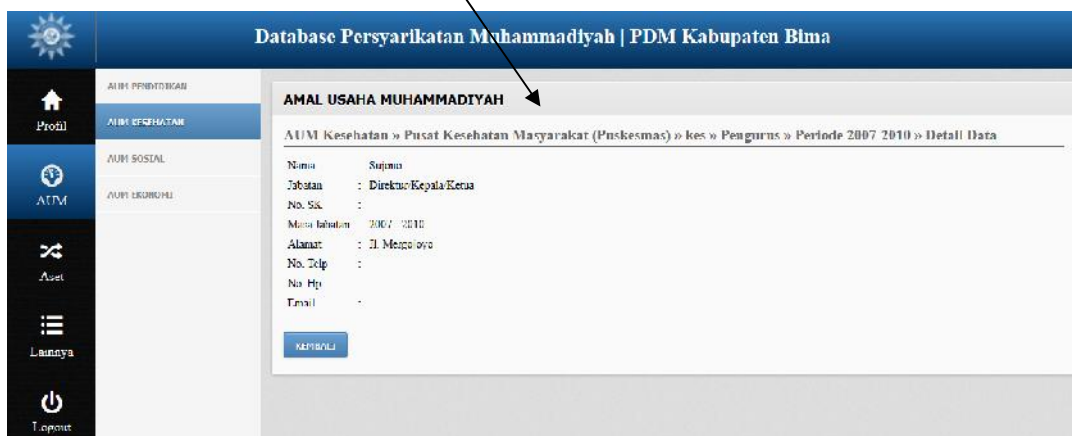 Database Persyarikatan Muhammadiyah | PDM Kabupaten Bima
Profil
AUM
Aset
Lainnya
Logout
AUM PENDIDIKAN
AUM KESEHATAN
AUM SOSIAL
AUM EKONOMI
AMAL USAHA MUHAMMADIYAH
AUM Kesehatan » Pusat Kesehatan Masyarakat (Puskesmas) » kes » Pengurus » Periode 2007 2010 » Detail Data
Nama
Jabatan : Direktur/Kepala/Ketua
No. SK :
Masa Jabatan 2007 2010
Alamat : Jl.
No. Telp :
No Hp
Email :
KEMBALI